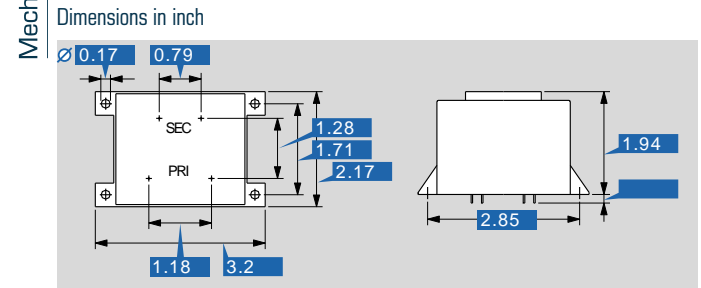 Mech
Dimensions in inch
Ø 0.17
0.79
SEC
PRI
1.28
1.71
2.17
1.18
3.2
1.94
2.85